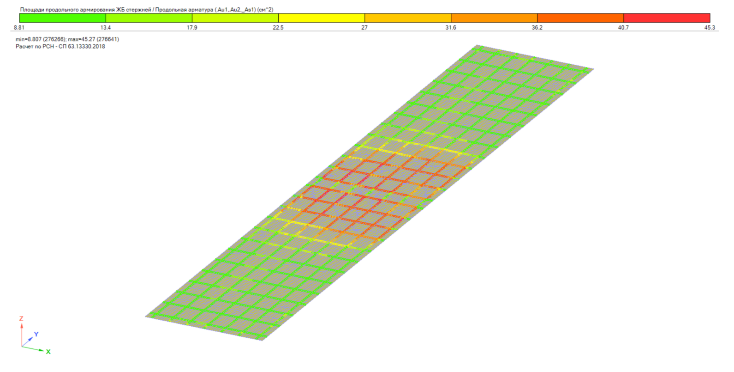 Площади продольного армирования ЖБ стержней / Продольная арматура (_Au1,_Au2,_As1) (см^2)
8.81 13.4 17.9 22.5 27 31.6 36.2 40.7 45.3
min=8.807 (276266); max=45.27 (276641)
Расчет по РСН - СП 63.13330.2018
Z
Y
X